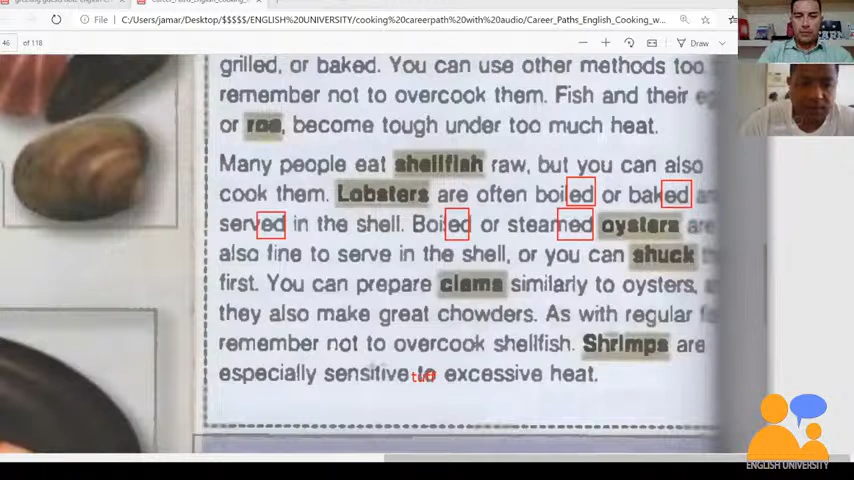 File
C:/Users/jamar/Desktop/$$$$$/ENGLISH%20UNIVERSITY/cooking%20careerpath%20with%20audio/Career_Paths_English_Cooking_w...
46 of 118
Draw
grilled, or baked. You can use other methods too
remember not to overcook them. Fish and their
or roe, become tough under too much heat.
Many people eat shellfish raw, but you can also
cook them. Lobsters are often boiled or baked
served in the shell. Boiled or steamed oysters are
also fine to serve in the shell, or you can shuck
first. You can prepare clams similarly to oysters,
they also make great chowders. As with regular
remember not to overcook shellfish. Shrimps are
especially sensitive to excessive heat.
tuff
ENGLISH UNIVERSITY